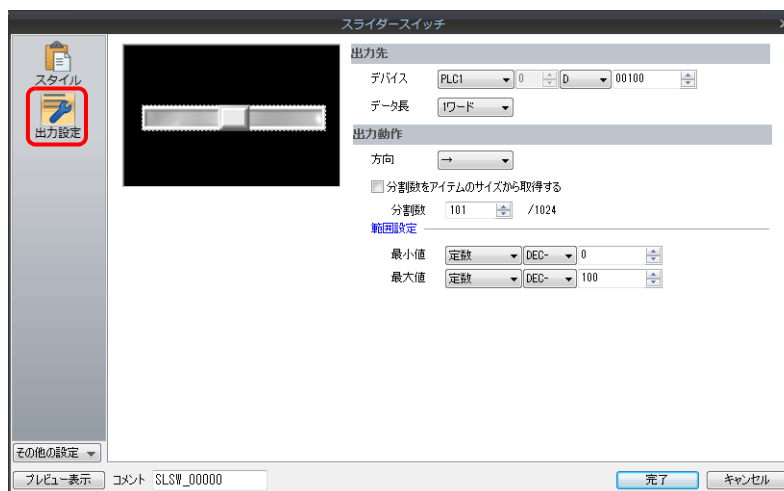 スライダースイッチ
スタイル
出力設定
出力先
デバイス PLC1 0 D 00100
データ長 1ワード
出力動作
方向 →
分割数をアイテムのサイズから取得する
分割数 101 /1024
範囲設定
最小値 定数 DEC- 0
最大値 定数 DEC- 100
その他の設定
プレビュー表示 コメント SLSW_00000 完了 キャンセル